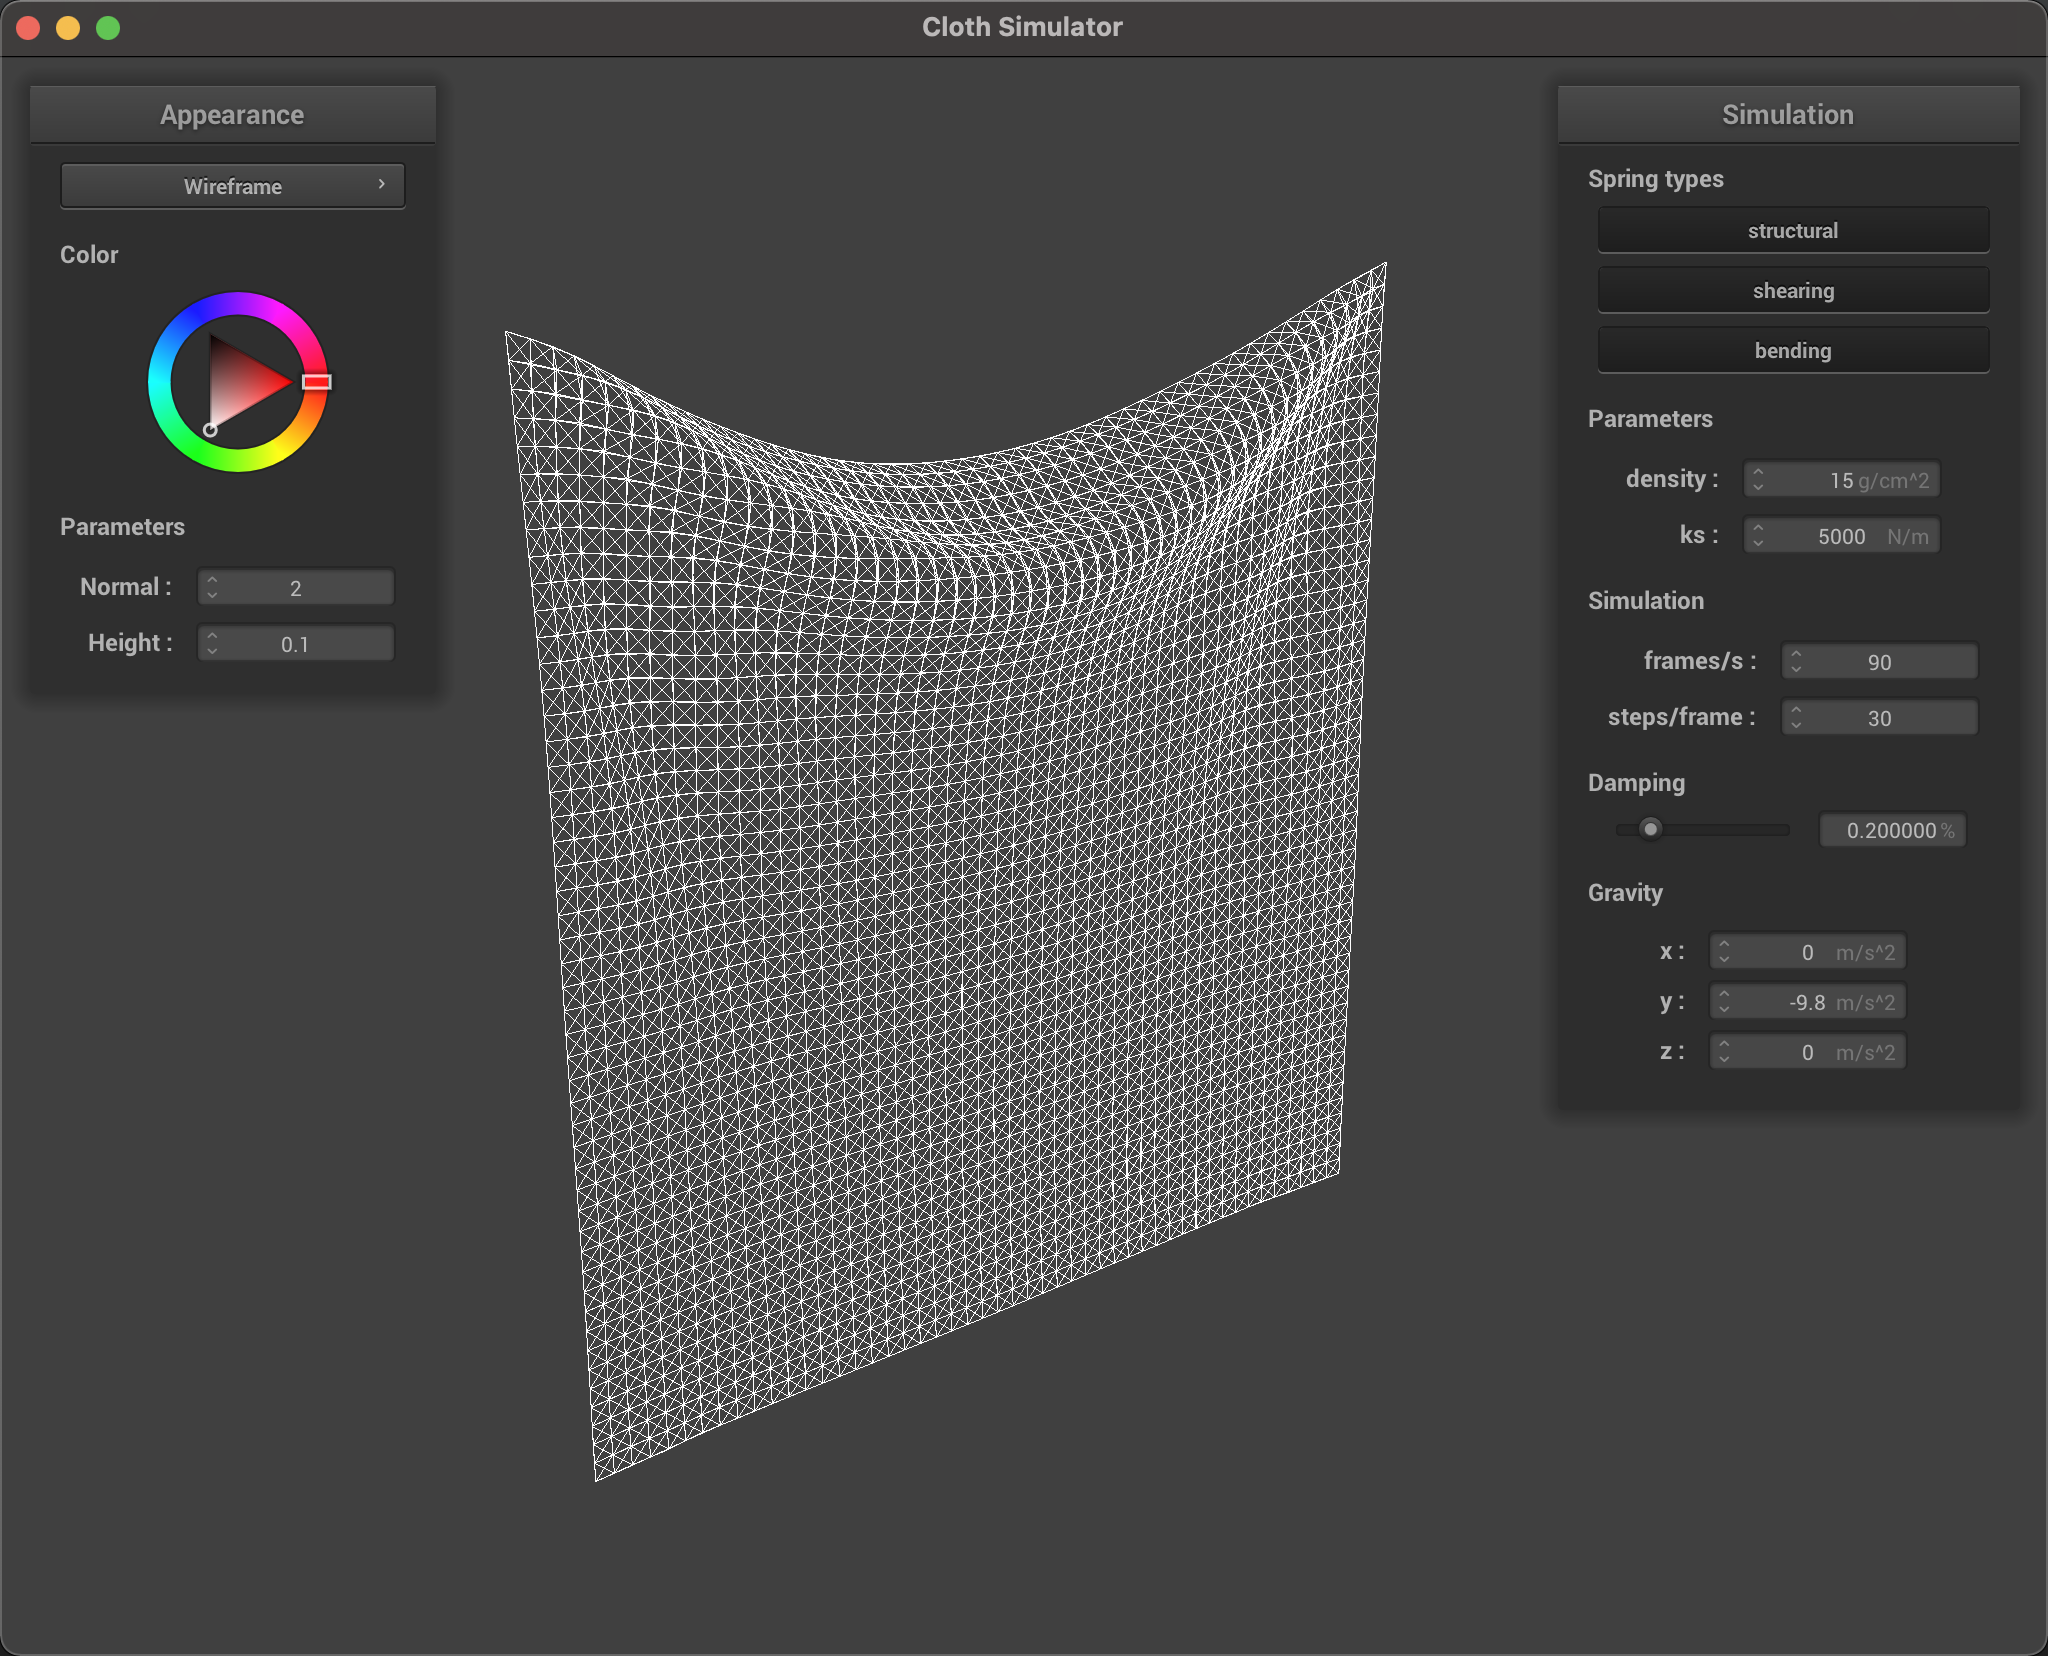 Cloth Simulator
Appearance
Wireframe
Color
Parameters
Normal : 2
Height : 0.1
Simulation
Spring types
structural
shearing
bending
Parameters
density : 15 g/cm^2
ks : 5000 N/m
Simulation
frames/s : 90
steps/frame : 30
Damping
0.200000 %
Gravity
x : 0 m/s^2
y : -9.8 m/s^2
z : 0 m/s^2